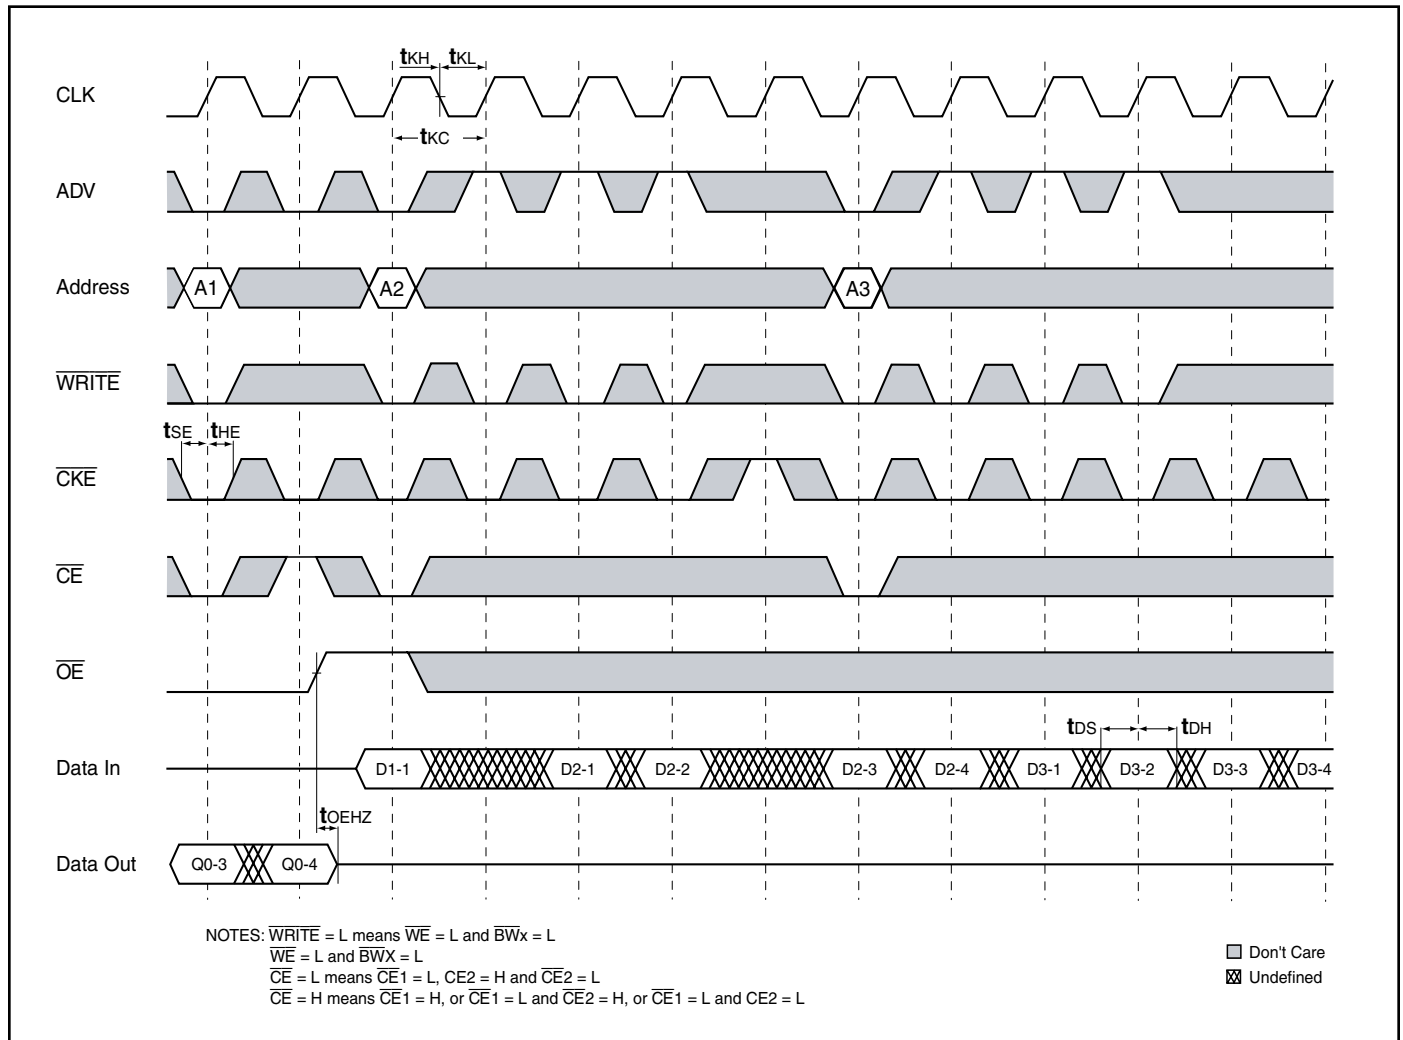 tKH tKL
CLK
tKC
ADV
Address A1 A2 A3
WRITE
tSE tHE
CKE
CE
OE
tDS tDH
Data In D1-1 D2-1 D2-2 D2-3 D2-4 D3-1 D3-2 D3-3 D3-4
tOEHZ
Data Out Q0-3 Q0-4
NOTES: WRITE = L means WE = L and BWx = L
WE = L and BWX = L
CE = L means CE1 = L, CE2 = H and CE2 = L
CE = H means CE1 = H, or CE1 = L and CE2 = H, or CE1 = L and CE2 = L
Don't Care
Undefined